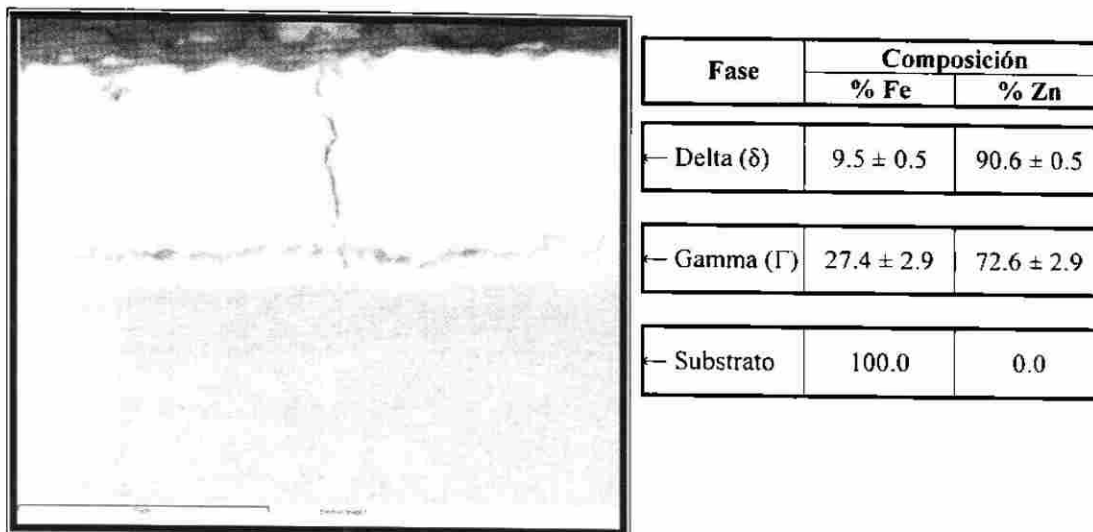 Fase Composición
% Fe % Zn
← Delta (δ) 9.5 ± 0.5 90.6 ± 0.5
← Gamma (Γ) 27.4 ± 2.9 72.6 ± 2.9
← Substrato 100.0 0.0